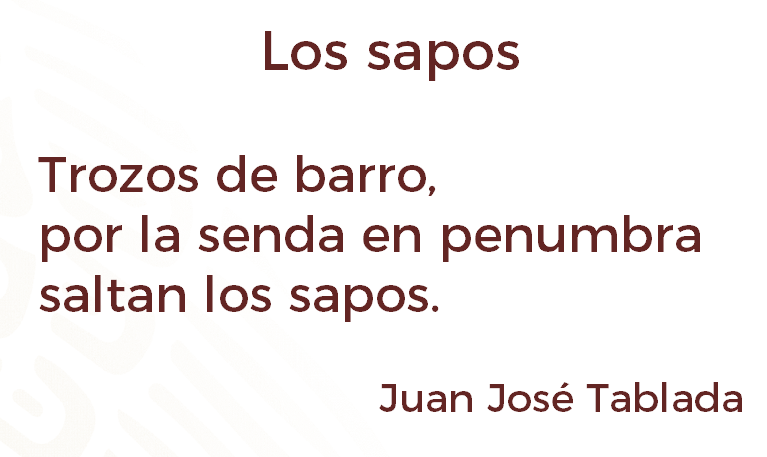 Los sapos
Trozos de barro,
por la senda en penumbra
saltan los sapos.
Juan José Tablada